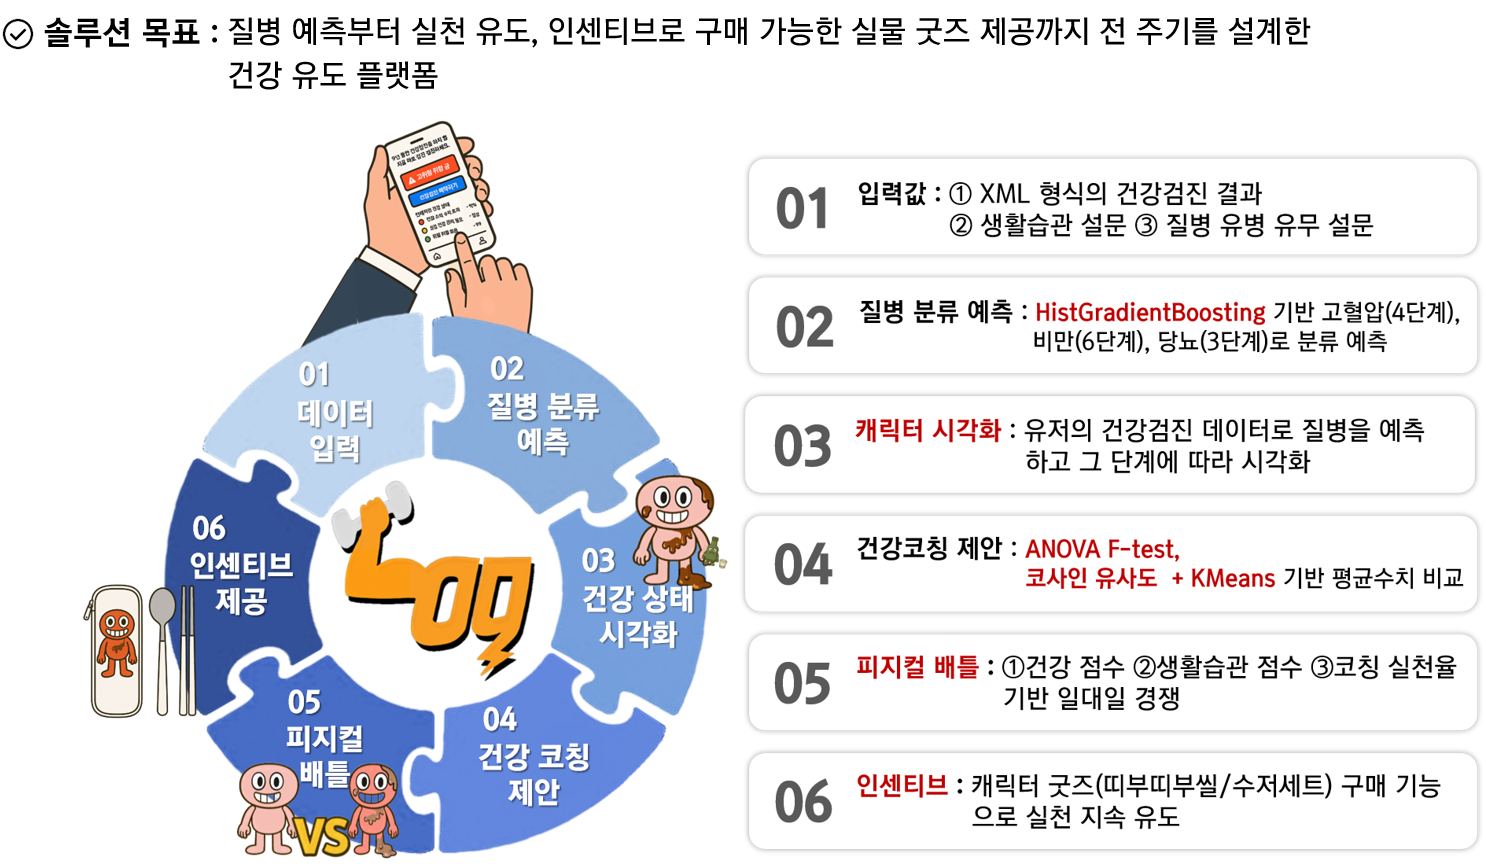 솔루션 목표 : 질병 예측부터 실천 유도, 인센티브로 구매 가능한 실물 굿즈 제공까지 전 주기를 설계한
건강 유도 플랫폼
고위험 위험 군
01
데이터
입력
02
질병 분류
예측
03
건강 상태
시각화
04
건강 코칭
제안
05
피지컬
배틀
VS
06
인센티브
제공
01
입력값 : ① XML 형식의 건강검진 결과
② 생활습관 설문 ③ 질병 유병 유무 설문
02
질병 분류 예측 : HistGradientBoosting 기반 고혈압(4단계),
비만(6단계), 당뇨(3단계)로 분류 예측
03
캐릭터 시각화 : 유저의 건강검진 데이터로 질병을 예측
하고 그 단계에 따라 시각화
04
건강코칭 제안 : ANOVA F-test,
코사인 유사도 + KMeans 기반 평균수치 비교
05
피지컬 배틀 : ①건강 점수 ②생활습관 점수 ③코칭 실천율
기반 일대일 경쟁
06
인센티브 : 캐릭터 굿즈(띠부띠부씰/수저세트) 구매 기능
으로 실천 지속 유도